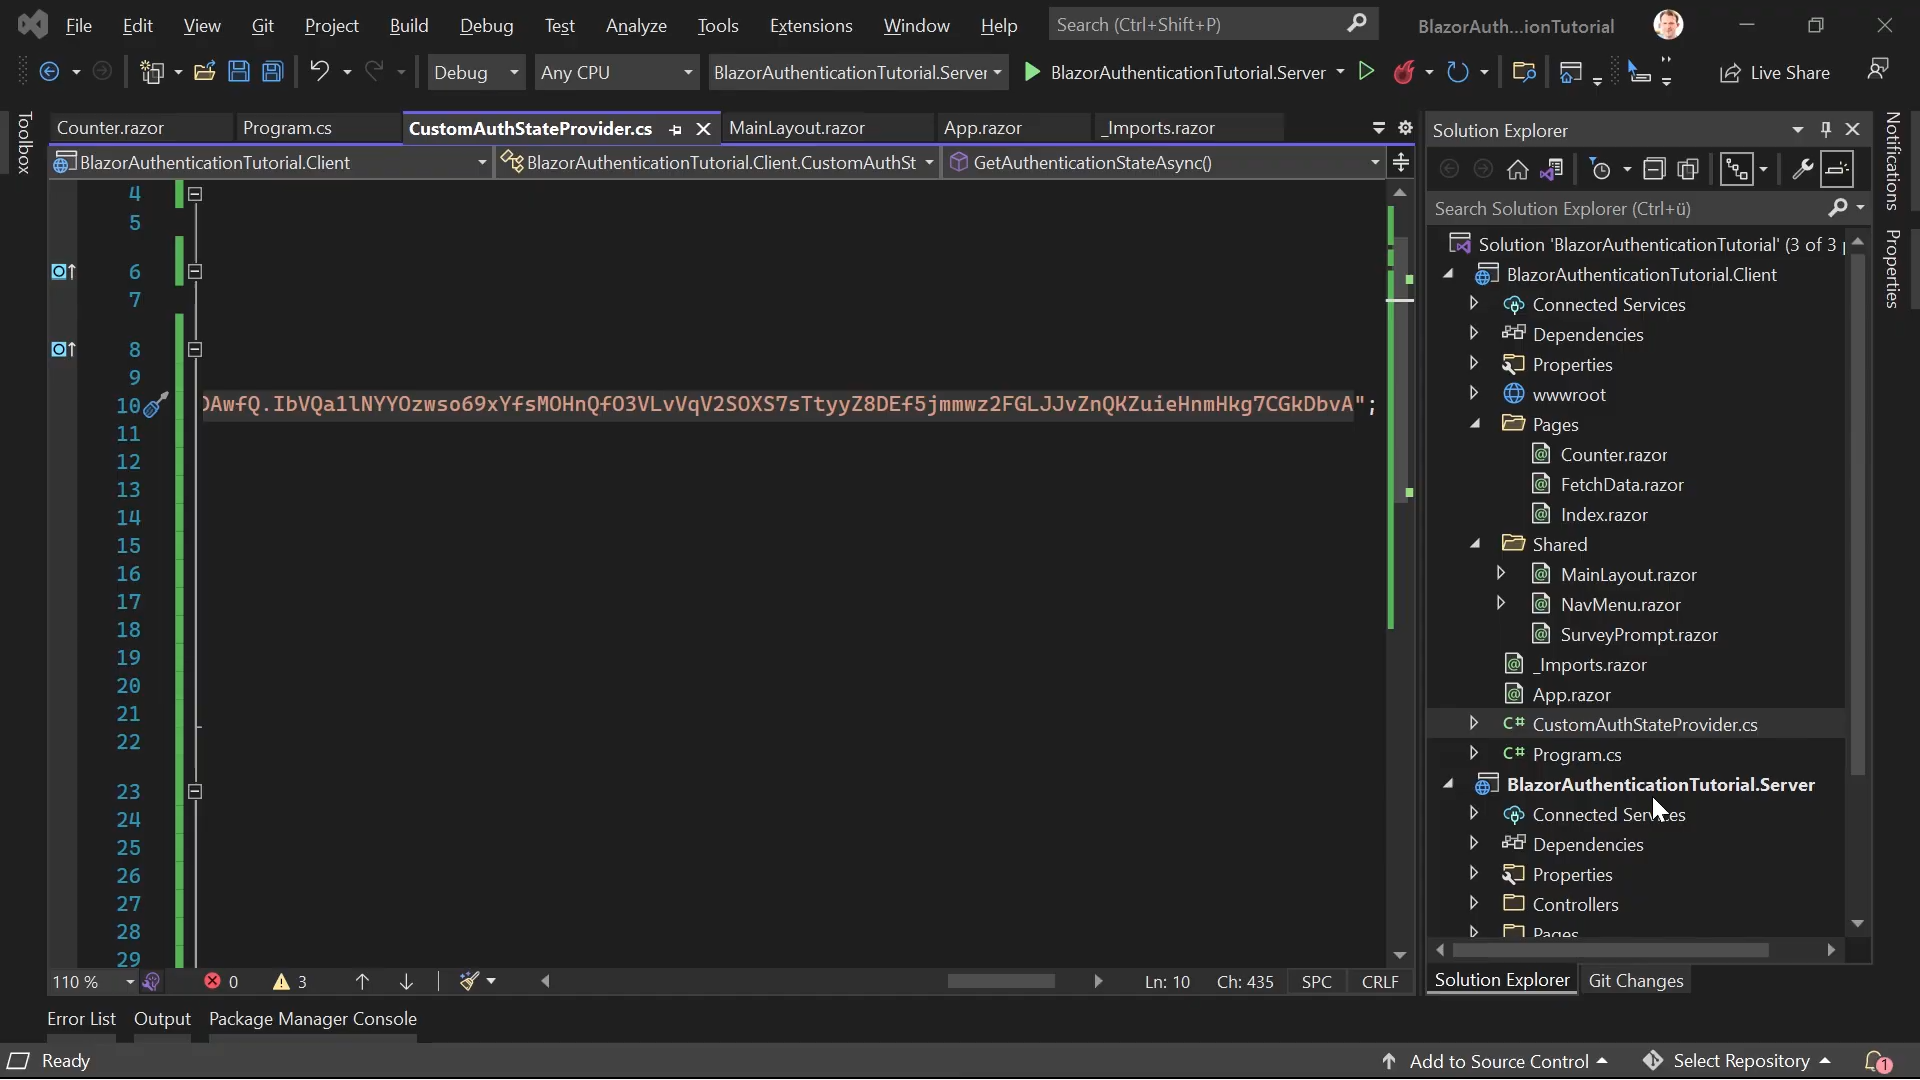 File Edit View Git Project Build Debug Test Analyze Tools Extensions Window Help Search (Ctrl+Shift+P) BlazorAuth...ionTutorial
Debug Any CPU BlazorAuthenticationTutorial.Server BlazorAuthenticationTutorial.Server Live Share
Toolbox
Counter.razor Program.cs CustomAuthStateProvider.cs MainLayout.razor App.razor _Imports.razor
BlazorAuthenticationTutorial.Client BlazorAuthenticationTutorial.Client.CustomAuthSt GetAuthenticationStateAsync()
4
5
6
7
8
9
10 DAwfQ.IbVQa1lNYYOzwso69xYfsMOHnQfO3VLvVqV2SOXS7sTtyyZ8DEf5jmmwz2FGLJJvZnQKZuieHnmHkg7CGkDbvA";
11
12
13
14
15
16
17
18
19
20
21
22
23
24
25
26
27
28
29
110 % 0 3 Ln: 10 Ch: 435 SPC CRLF
Solution Explorer
Search Solution Explorer (Ctrl+ü)
Solution 'BlazorAuthenticationTutorial' (3 of 3
BlazorAuthenticationTutorial.Client
Connected Services
Dependencies
Properties
wwwroot
Pages
Counter.razor
FetchData.razor
Index.razor
Shared
MainLayout.razor
NavMenu.razor
SurveyPrompt.razor
_Imports.razor
App.razor
C# CustomAuthStateProvider.cs
C# Program.cs
BlazorAuthenticationTutorial.Server
Connected Services
Dependencies
Properties
Controllers
Pages
Solution Explorer Git Changes
Notifications
Properties
Error List Output Package Manager Console
Ready Add to Source Control Select Repository 1